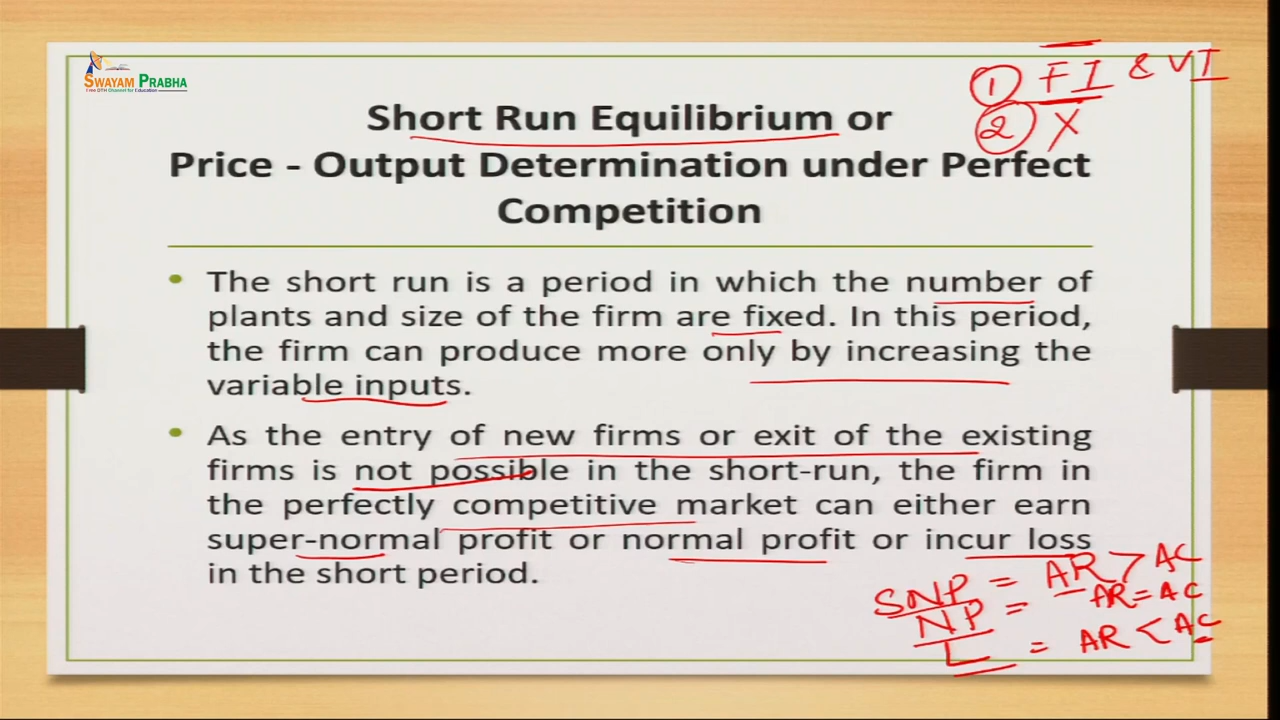 SWAYAM PRABHA
Free DTH Channel for Education
① FI & VI
② X
Short Run Equilibrium or
Price - Output Determination under Perfect
Competition
• The short run is a period in which the number of
plants and size of the firm are fixed. In this period,
the firm can produce more only by increasing the
variable inputs.
• As the entry of new firms or exit of the existing
firms is not possible in the short-run, the firm in
the perfectly competitive market can either earn
super-normal profit or normal profit or incur loss
in the short period.
SNP = AR > AC
NP = AR = AC
L = AR < AC